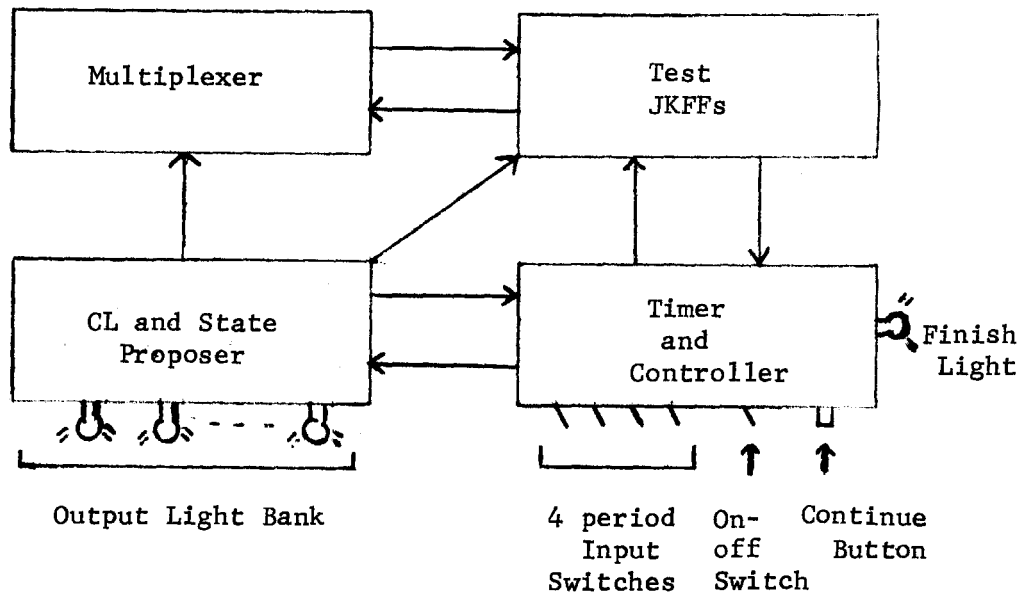 Multiplexer
Test
JKFFs
CL and State
Proposer
Timer
and
Controller
Finish
Light
Output Light Bank
4 period
Input
Switches
On-
off
Switch
Continue
Button